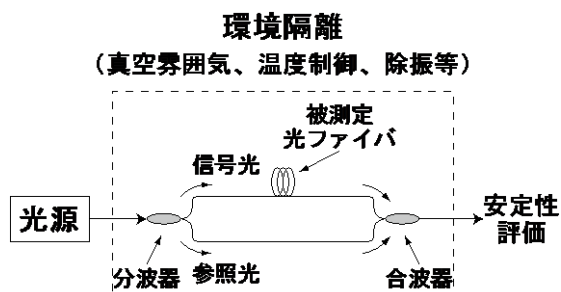 環境隔離
（真空雰囲気、温度制御、除振等）
被測定
光ファイバ
信号光
光源
安定性
評価
分波器
参照光
合波器